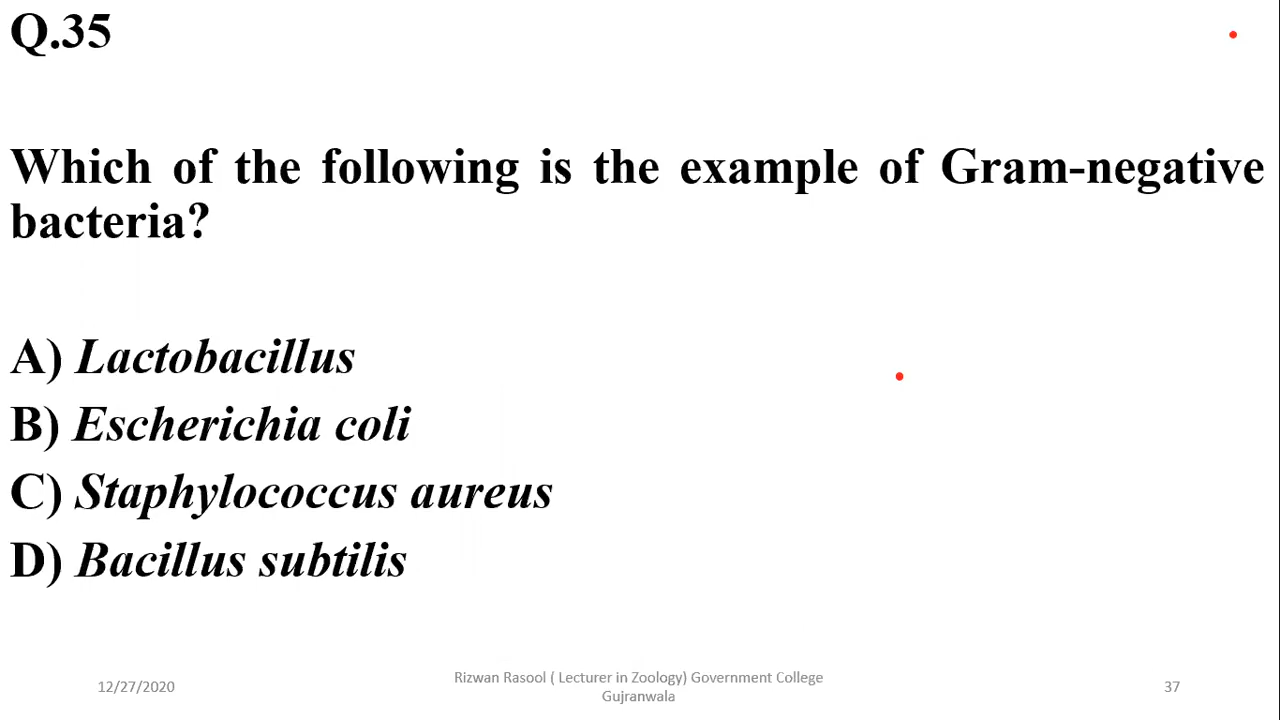 Q.35
Which of the following is the example of Gram-negative
bacteria?
A) Lactobacillus
B) Escherichia coli
C) Staphylococcus aureus
D) Bacillus subtilis
12/27/2020
Rizwan Rasool ( Lecturer in Zoology) Government College
Gujranwala
37